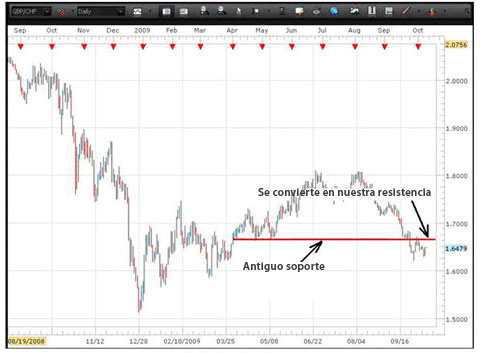 GBP/CHF Daily
Sep Oct Nov Dec 2009 Feb Mar Apr May Jun Jul Aug Sep Oct
2.0756
2.0000
1.9000
1.8000
Se convierte en nuestra resistencia
1.7000
1.6479
Antiguo soporte
1.6000
1.5000
08/19/2008 11/12 12/28 02/10/2009 03/25 05/08 06/22 08/04 09/16